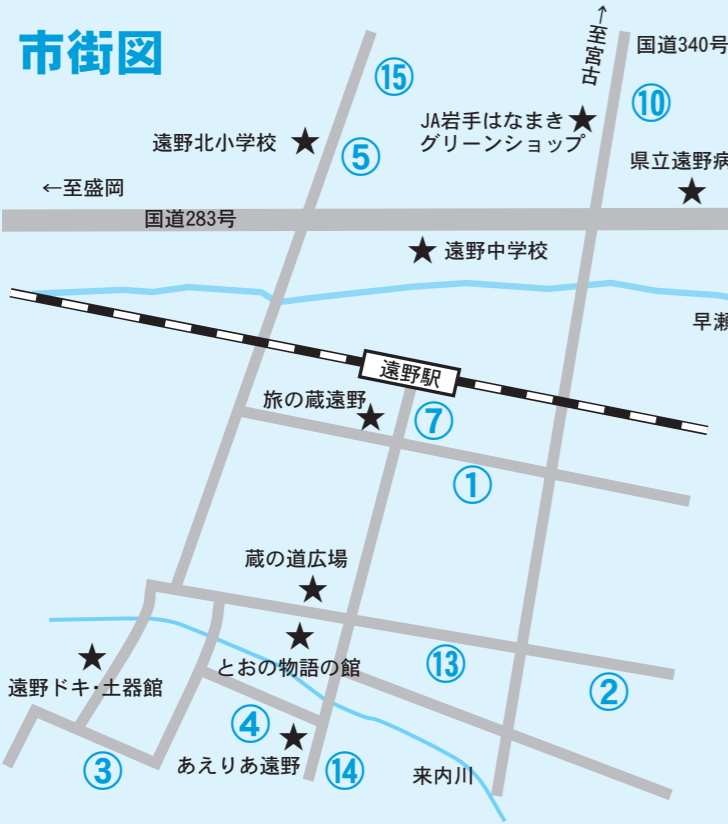 市街図
↑至宮古
国道340号
⑮
⑩
JA岩手はなまき
グリーンショップ
遠野北小学校
⑤
県立遠野病
←至盛岡
国道283号
遠野中学校
早瀬
遠野駅
旅の蔵遠野
⑦
①
蔵の道広場
とおの物語の館
⑬
遠野ドキ・土器館
②
④
あえりあ遠野
③
⑭
来内川